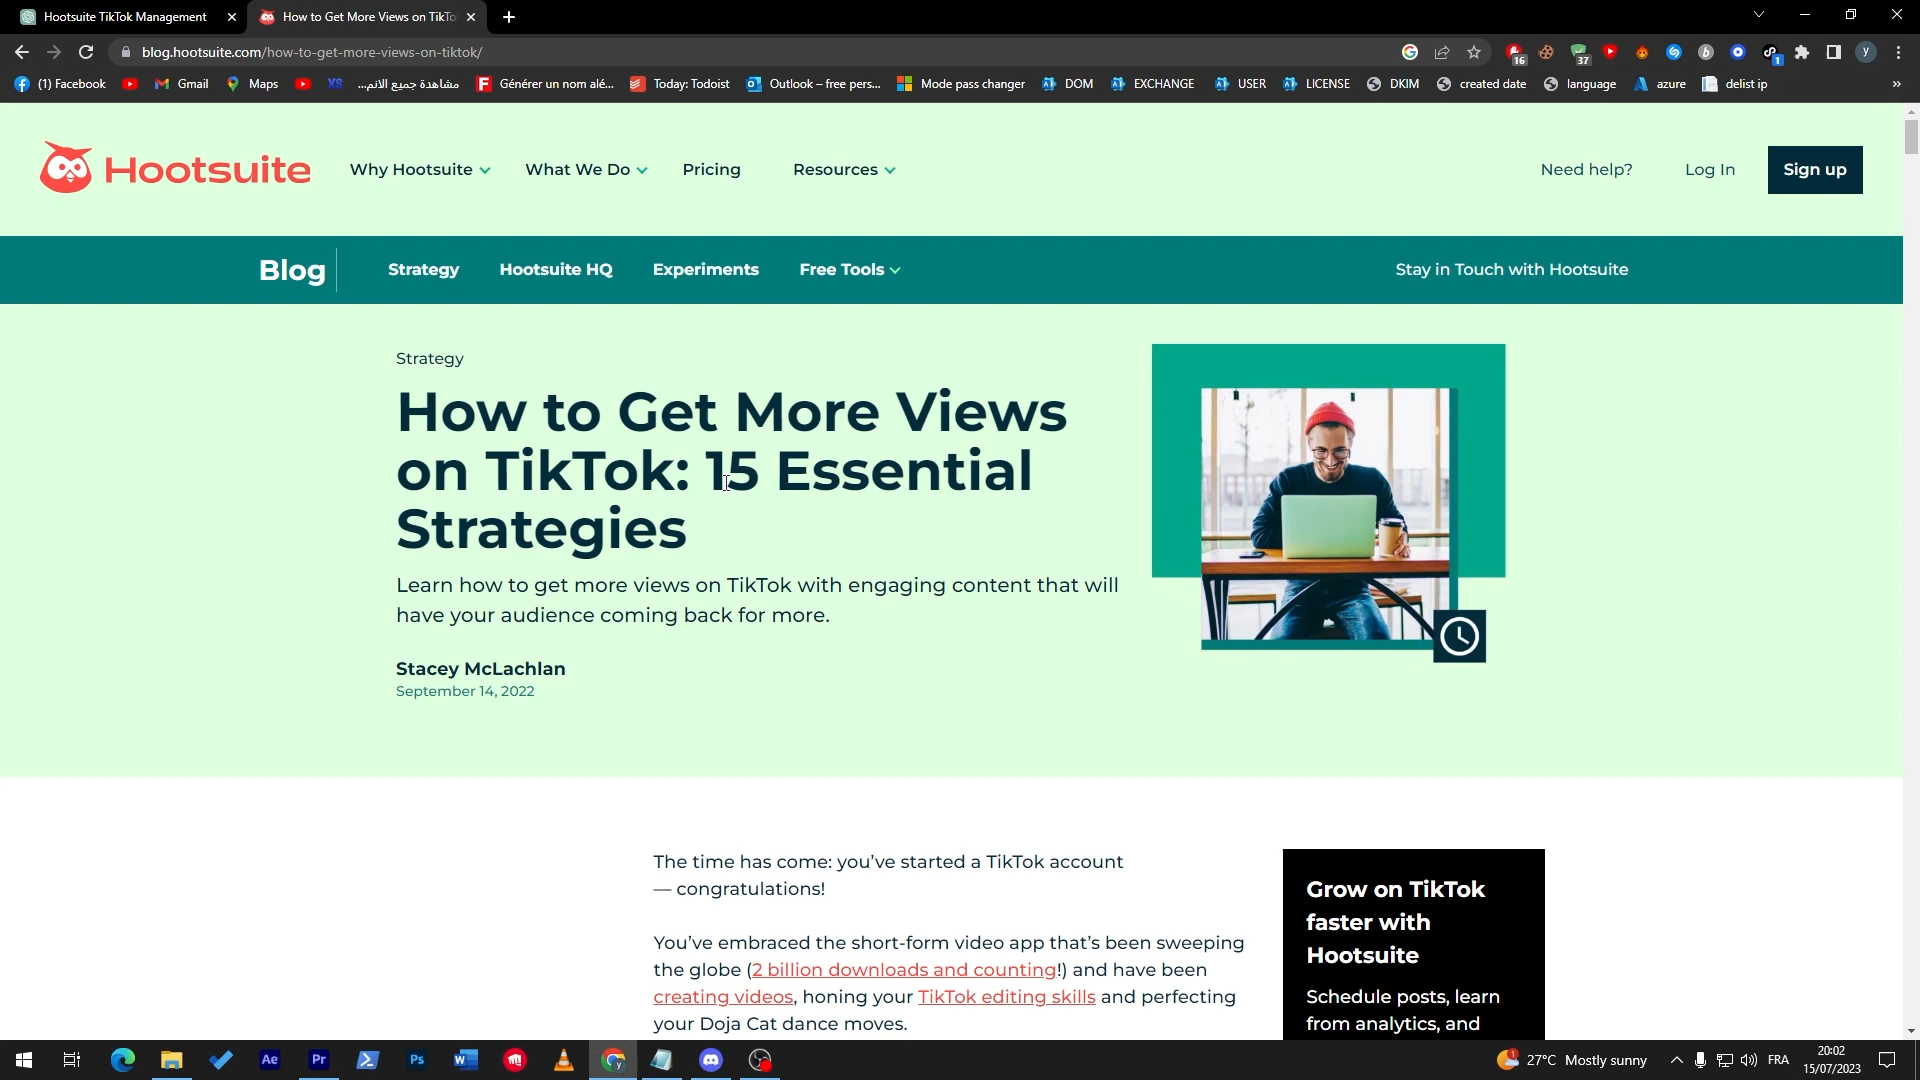 Hootsuite TikTok Management
How to Get More Views on TikTo
blog.hootsuite.com/how-to-get-more-views-on-tiktok/
16
37
1
y
(1) Facebook
Gmail
Maps
XS
مشاهدة جميع الانم...
Générer un nom alé...
Today: Todoist
Outlook – free pers...
Mode pass changer
DOM
EXCHANGE
USER
LICENSE
DKIM
created date
language
azure
delist ip
»
Hootsuite
Why Hootsuite
What We Do
Pricing
Resources
Need help?
Log In
Sign up
Blog
Strategy
Hootsuite HQ
Experiments
Free Tools
Stay in Touch with Hootsuite
Strategy
How to Get More Views
on TikTok: 15 Essential
Strategies
Learn how to get more views on TikTok with engaging content that will
have your audience coming back for more.
Stacey McLachlan
September 14, 2022
The time has come: you’ve started a TikTok account
— congratulations!
You’ve embraced the short-form video app that’s been sweeping
the globe (2 billion downloads and counting!) and have been
creating videos, honing your TikTok editing skills and perfecting
your Doja Cat dance moves.
Grow on TikTok
faster with
Hootsuite
Schedule posts, learn
from analytics, and
Ae
Pr
Ps
W
1
27°C Mostly sunny
FRA
20:02
15/07/2023